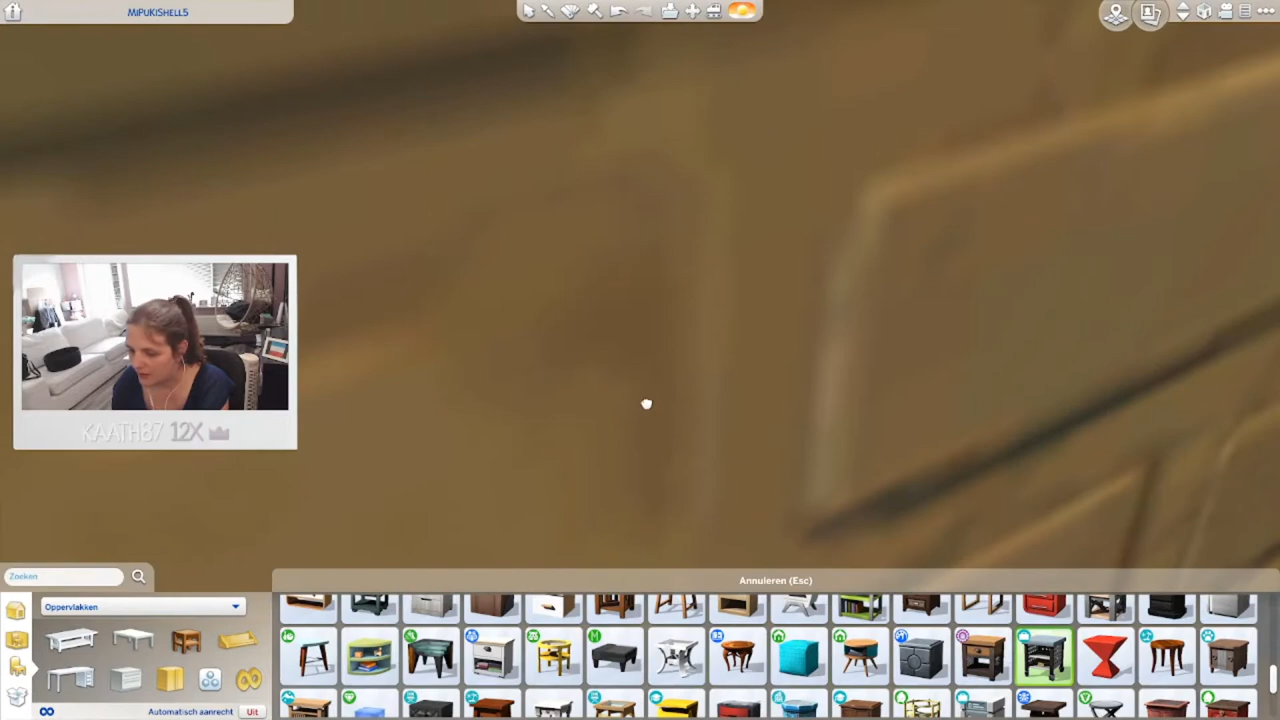 MiPUKiSHELL5
KAATH87 12X
Zoeken
Annuleren (Esc)
Oppervlakken
Automatisch aanrecht
Uit